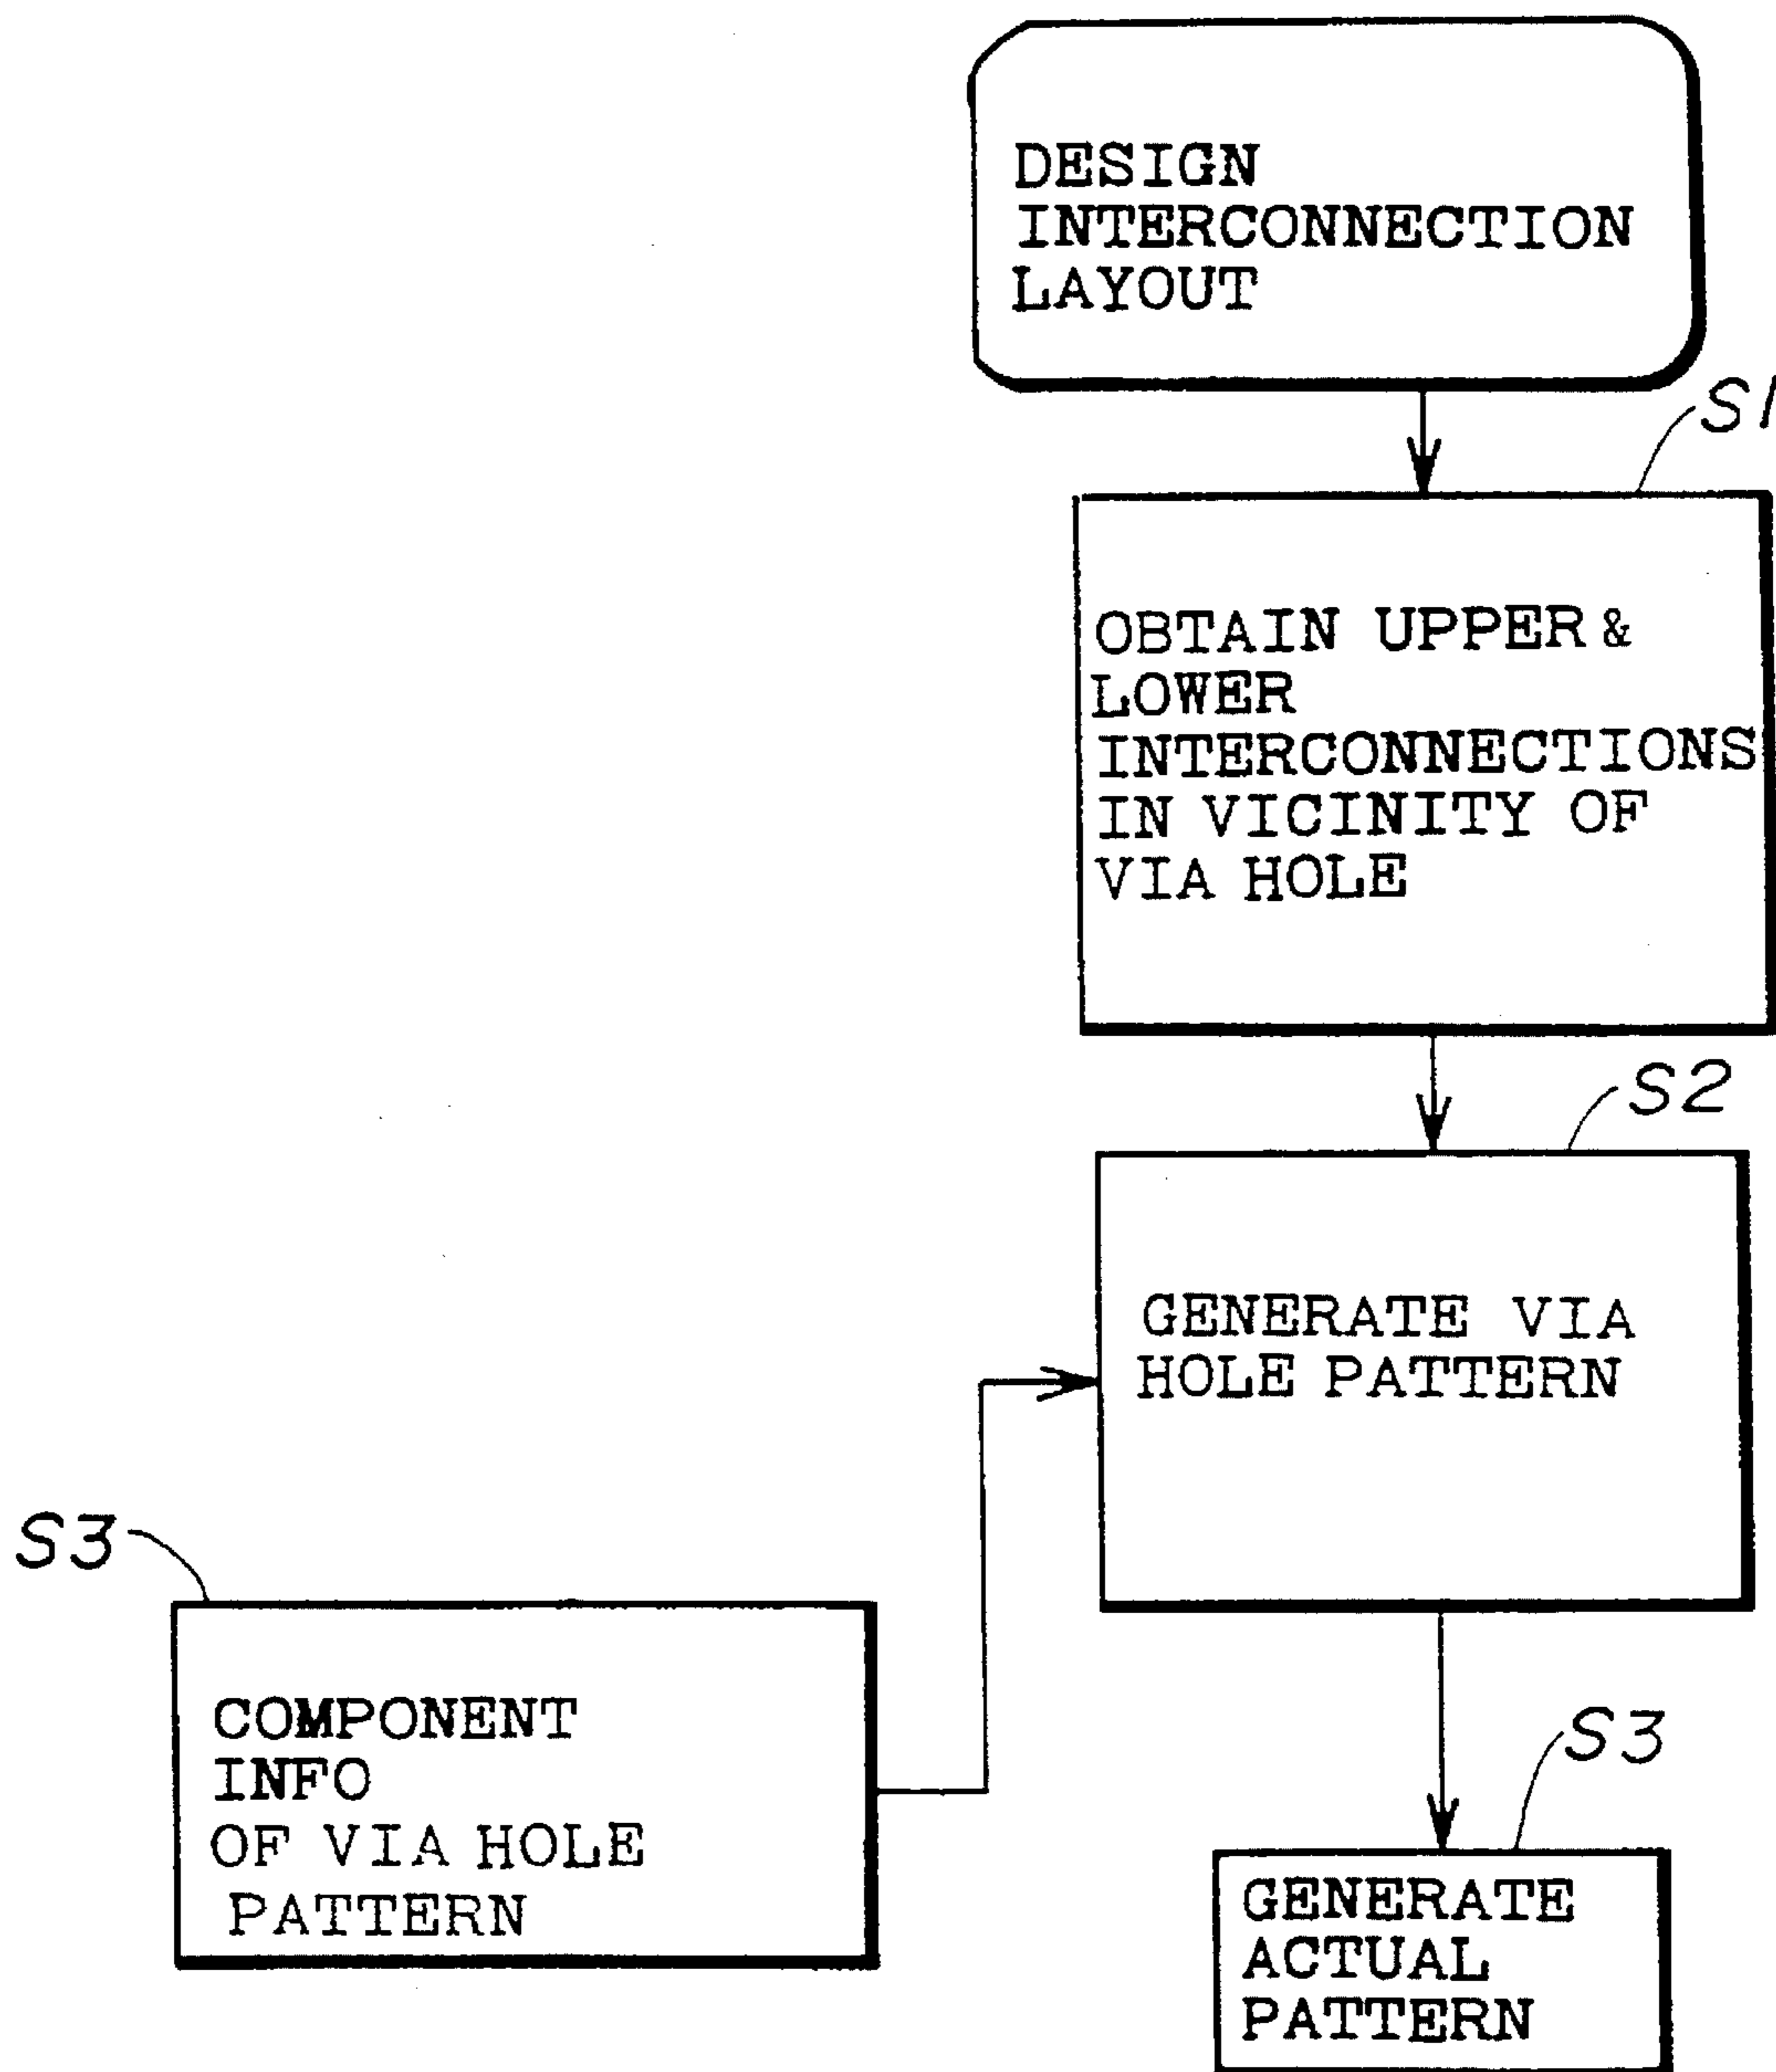 DESIGN
INTERCONNECTION
LAYOUT
S1
OBTAIN UPPER &
LOWER
INTERCONNECTIONS
IN VICINITY OF
VIA HOLE
S2
GENERATE VIA
HOLE PATTERN
S3
COMPONENT
INFO
OF VIA HOLE
PATTERN
S3
GENERATE
ACTUAL
PATTERN